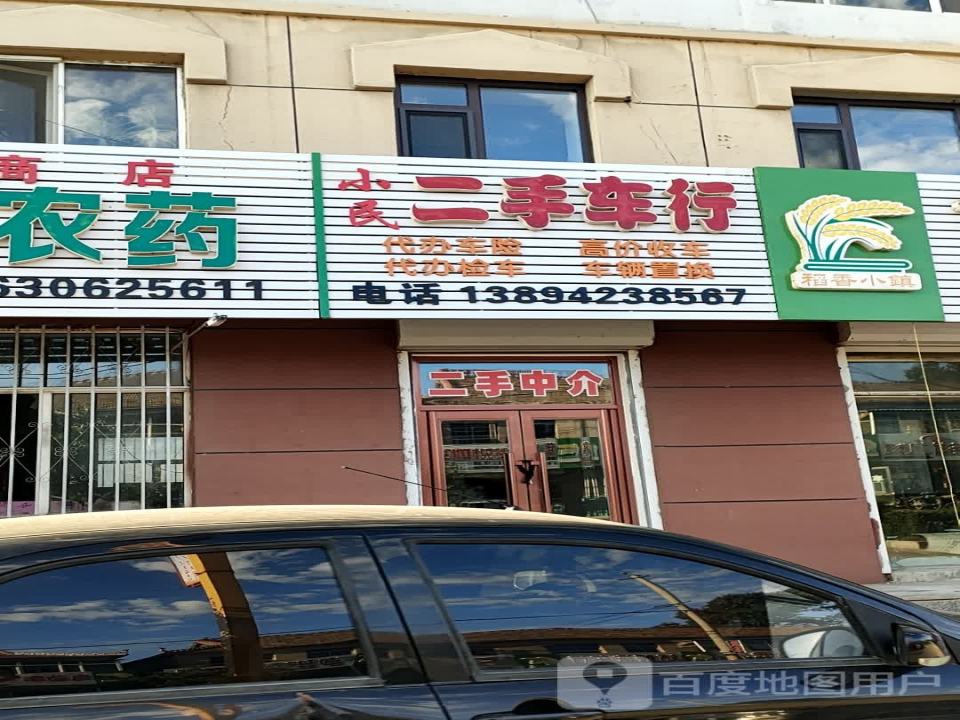 商 店
农药
630625611
小民 二手车行
代办车险 高价收车
代办检车 车辆置换
电话 13894238567
稻香小鎮
二手中介
百度地图用户